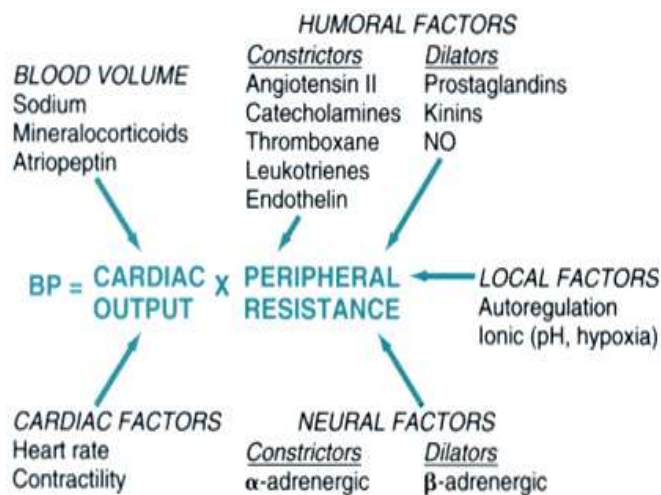 HUMORAL FACTORS
Constrictors
Angiotensin II
Catecholamines
Thromboxane
Leukotrienes
Endothelin
Dilators
Prostaglandins
Kinins
NO
BLOOD VOLUME
Sodium
Mineralocorticoids
Atriopeptin
BP = CARDIAC OUTPUT X PERIPHERAL RESISTANCE
LOCAL FACTORS
Autoregulation
Ionic (pH, hypoxia)
CARDIAC FACTORS
Heart rate
Contractility
NEURAL FACTORS
Constrictors
α-adrenergic
Dilators
β-adrenergic